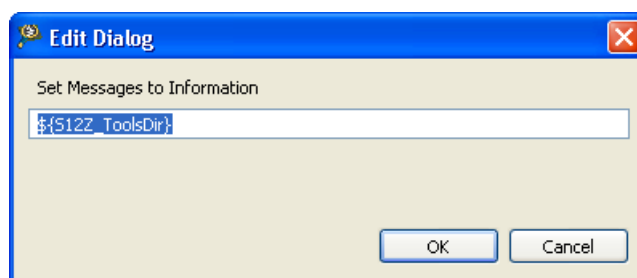 Edit Dialog
Set Messages to Information
${S12Z_ToolsDir}
OK Cancel